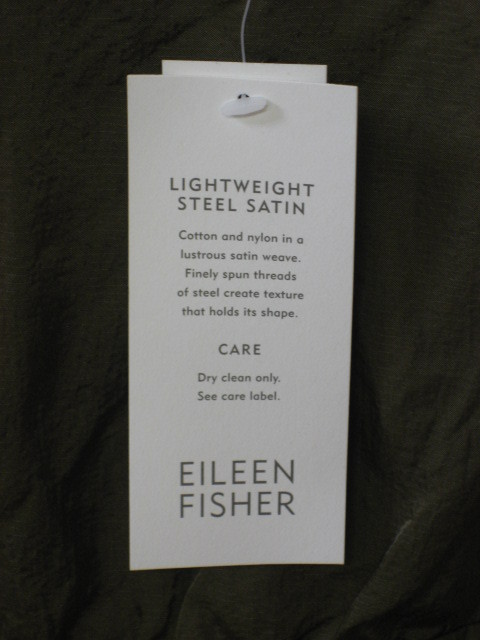 LIGHTWEIGHT
STEEL SATIN
Cotton and nylon in a
lustrous satin weave.
Finely spun threads
of steel create texture
that holds its shape.
CARE
Dry clean only.
See care label.
EILEEN
FISHER